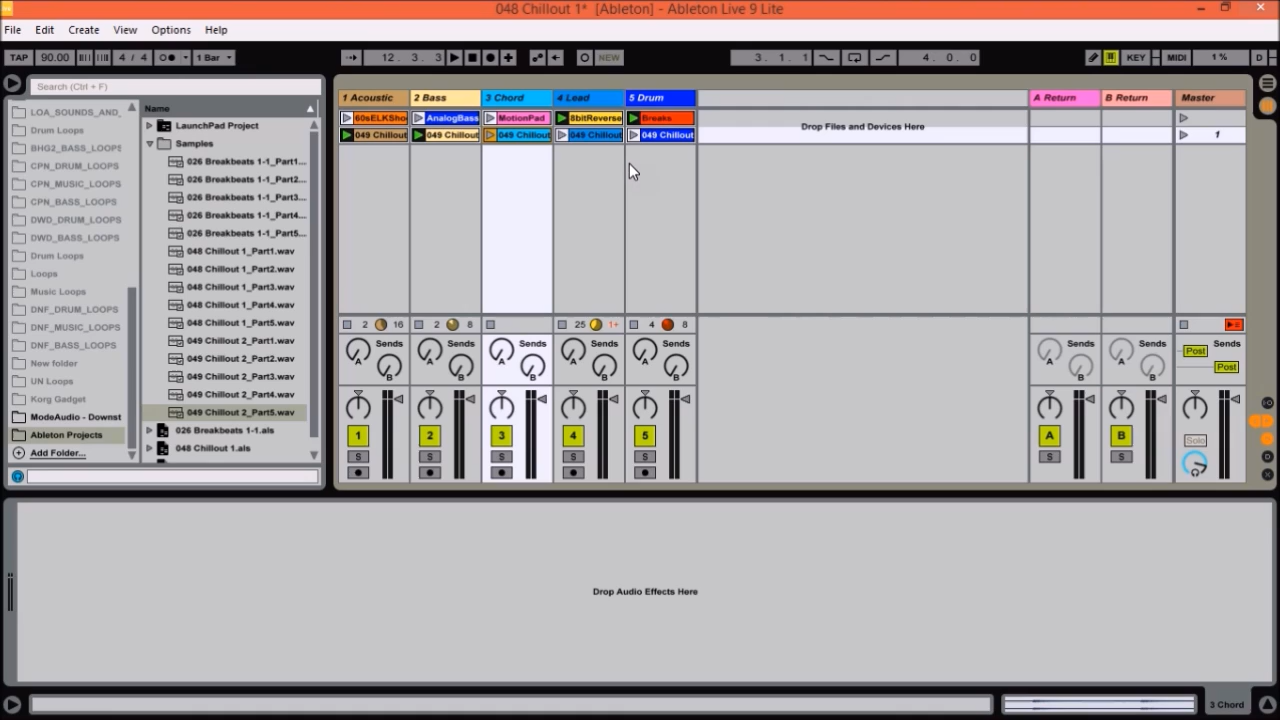 048 Chillout 1* [Ableton] - Ableton Live 9 Lite
File Edit Create View Options Help
TAP 90.00 4 / 4 1 Bar 12 . 3 . 3 NEW 3 . 1 . 1 4 . 0 . 0 KEY MIDI 1 % D
Search (Ctrl + F)
LOA_SOUNDS_AND_
Drum Loops
BHG2_BASS_LOOPS
CPN_DRUM_LOOPS
CPN_MUSIC_LOOPS
CPN_BASS_LOOPS
DWD_DRUM_LOOPS
DWD_BASS_LOOPS
Drum Loops
Loops
Music Loops
DNF_DRUM_LOOPS
DNF_MUSIC_LOOPS
DNF_BASS_LOOPS
New folder
UN Loops
Korg Gadget
ModeAudio - Downst
Ableton Projects
Add Folder...
Name
LaunchPad Project
Samples
026 Breakbeats 1-1_Part1...
026 Breakbeats 1-1_Part2...
026 Breakbeats 1-1_Part3...
026 Breakbeats 1-1_Part4...
026 Breakbeats 1-1_Part5...
048 Chillout 1_Part1.wav
048 Chillout 1_Part2.wav
048 Chillout 1_Part3.wav
048 Chillout 1_Part4.wav
048 Chillout 1_Part5.wav
049 Chillout 2_Part1.wav
049 Chillout 2_Part2.wav
049 Chillout 2_Part3.wav
049 Chillout 2_Part4.wav
049 Chillout 2_Part5.wav
026 Breakbeats 1-1.als
048 Chillout 1.als
1 Acoustic 2 Bass 3 Chord 4 Lead 5 Drum A Return B Return Master
60sELKSho AnalogBass MotionPad 8bitReverse Breaks
049 Chillout 049 Chillout 049 Chillout 049 Chillout 049 Chillout 1
Drop Files and Devices Here
2 16 2 8 25 1+ 4 8 E
Sends Sends Sends Sends Sends Sends Sends Sends
A A A A A A A Post
B B B B B B B Post
1 2 3 4 5 A B Solo
S S S S S S S
Drop Audio Effects Here
3 Chord